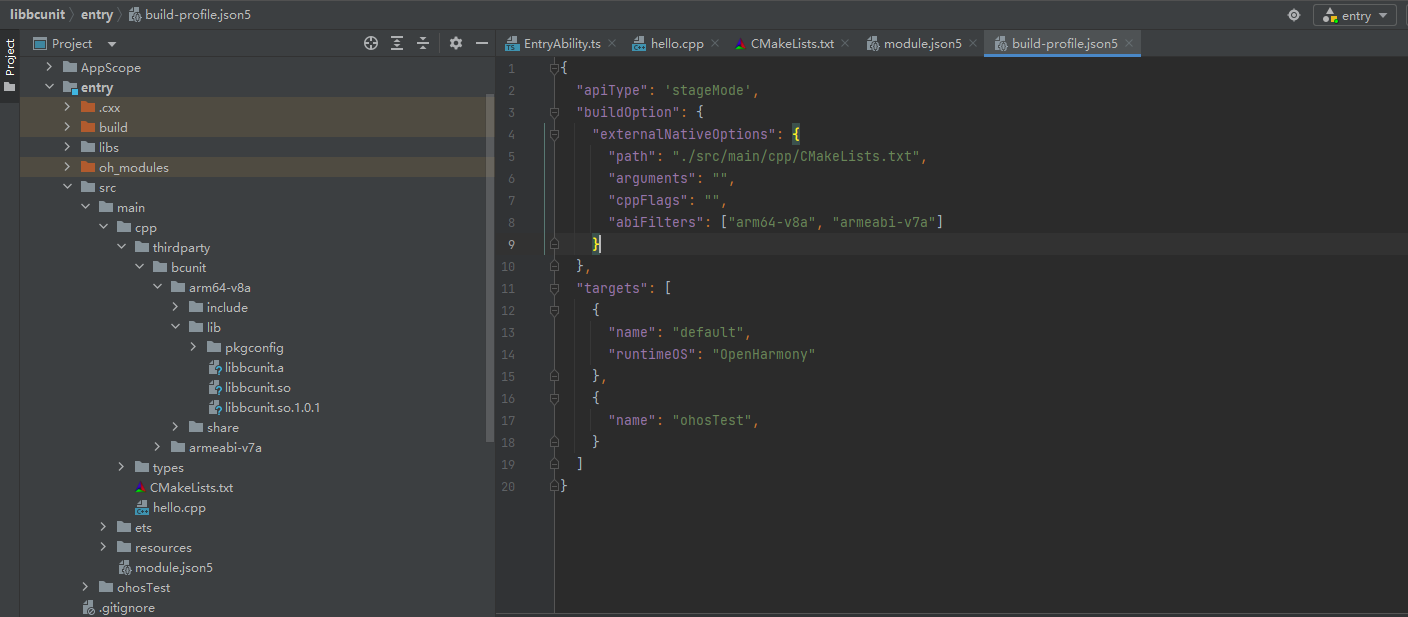 libbcunit 〉 entry 〉 build-profile.json5
entry
Project
Project
EntryAbility.ts
hello.cpp
CMakeLists.txt
module.json5
build-profile.json5
AppScope
entry
.cxx
build
libs
oh_modules
src
main
cpp
thirdparty
bcunit
arm64-v8a
include
lib
pkgconfig
libbcunit.a
libbcunit.so
libbcunit.so.1.0.1
share
armeabi-v7a
types
CMakeLists.txt
hello.cpp
ets
resources
module.json5
ohosTest
.gitignore
1 {
2 "apiType": 'stageMode',
3 "buildOption": {
4 "externalNativeOptions": {
5 "path": "./src/main/cpp/CMakeLists.txt",
6 "arguments": "",
7 "cppFlags": "",
8 "abiFilters": ["arm64-v8a", "armeabi-v7a"]
9 }
10 },
11 "targets": [
12 {
13 "name": "default",
14 "runtimeOS": "OpenHarmony"
15 },
16 {
17 "name": "ohosTest",
18 }
19 ]
20 }